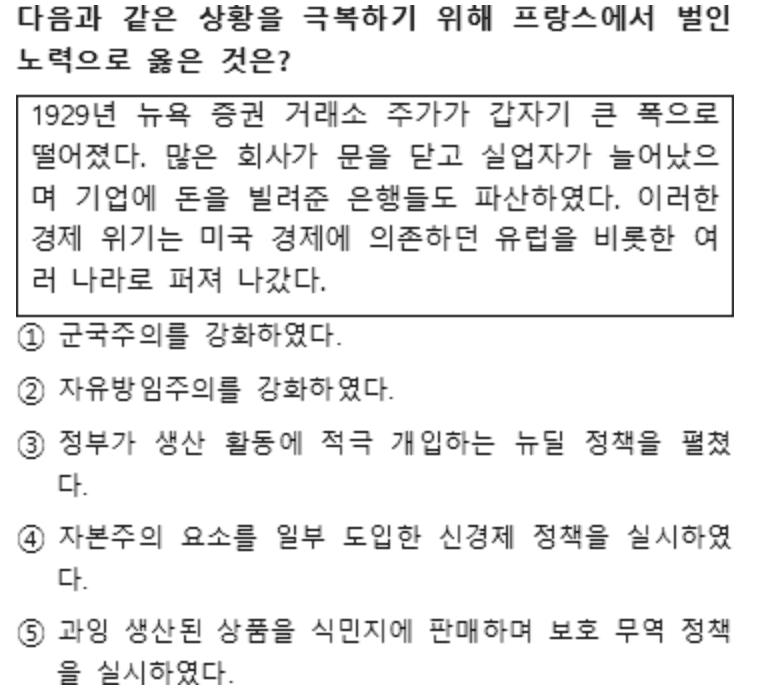 다음과 같은 상황을 극복하기 위해 프랑스에서 벌인
노력으로 옳은 것은?
1929년 뉴욕 증권 거래소 주가가 갑자기 큰 폭으로
떨어졌다. 많은 회사가 문을 닫고 실업자가 늘어났으
며 기업에 돈을 빌려준 은행들도 파산하였다. 이러한
경제 위기는 미국 경제에 의존하던 유럽을 비롯한 여
러 나라로 퍼져 나갔다.
① 군국주의를 강화하였다.
② 자유방임주의를 강화하였다.
③ 정부가 생산 활동에 적극 개입하는 뉴딜 정책을 펼쳤
다.
④ 자본주의 요소를 일부 도입한 신경제 정책을 실시하였
다.
⑤ 과잉 생산된 상품을 식민지에 판매하며 보호 무역 정책
을 실시하였다.